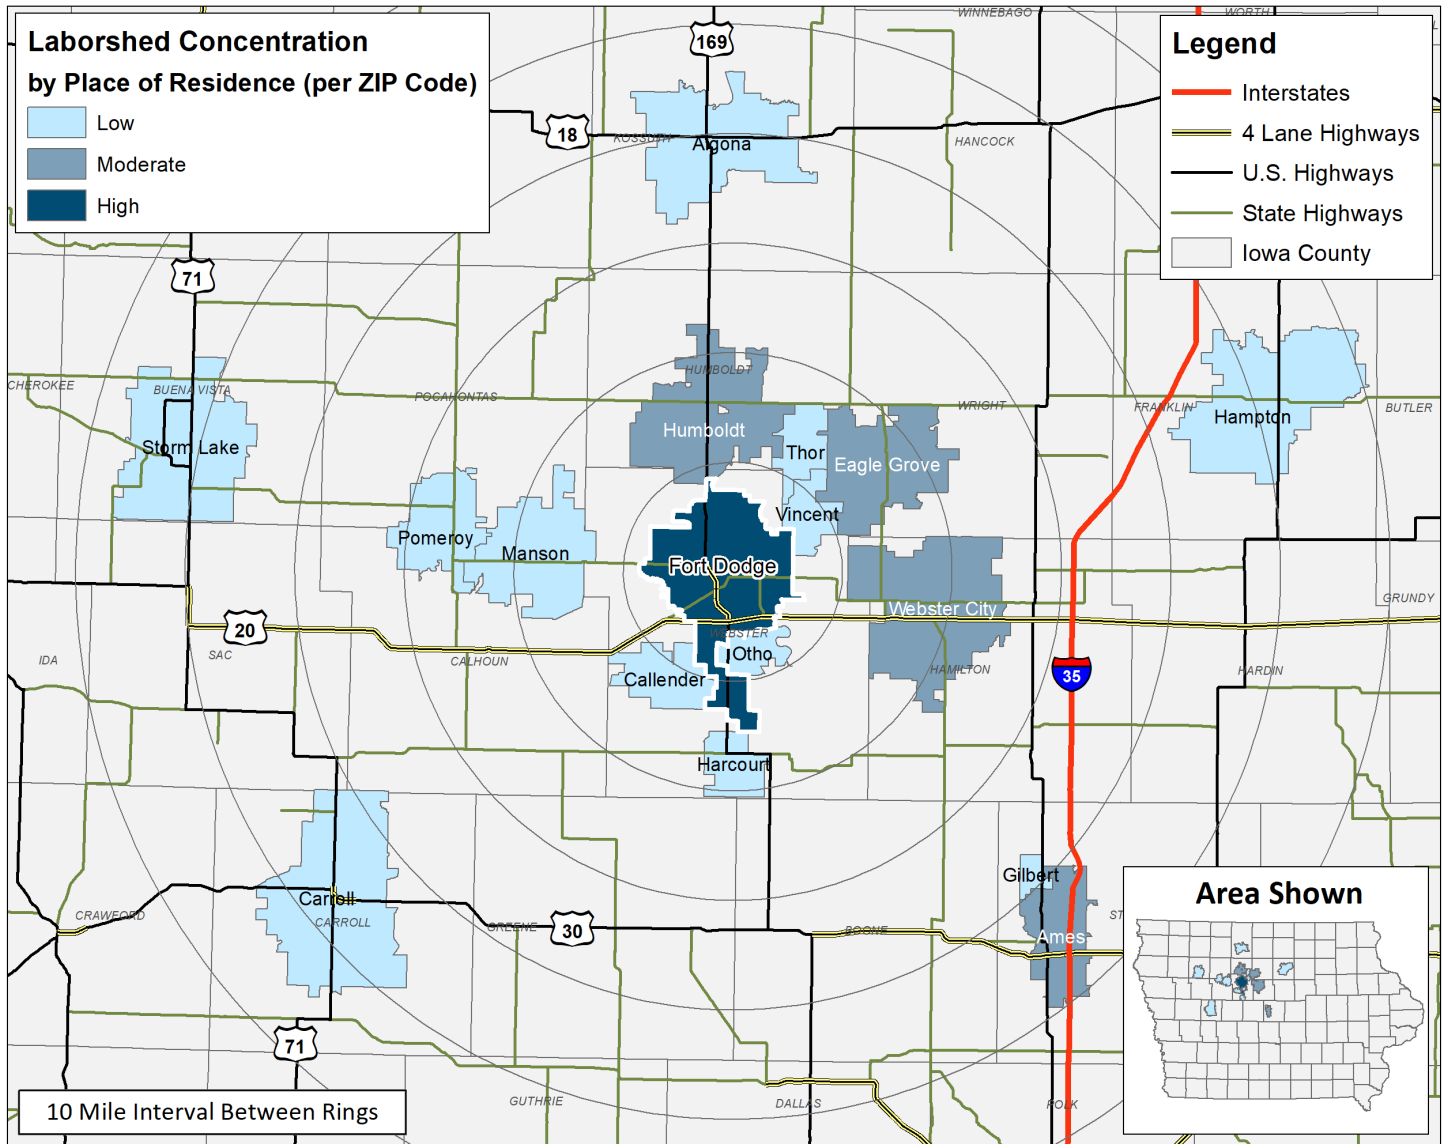 Laborshed Concentration
by Place of Residence (per ZIP Code)
Low
Moderate
High
Legend
Interstates
4 Lane Highways
U.S. Highways
State Highways
Iowa County
WINNEBAGO
WORTH
169
18
KOSSUTH
Algona
HANCOCK
71
CHEROKEE
BUENA VISTA
POCAHONTAS
HUMBOLDT
WRIGHT
FRANKLIN
BUTLER
Storm Lake
Humboldt
Thor
Eagle Grove
Hampton
Pomeroy
Manson
Vincent
Fort Dodge
Webster City
GRUNDY
20
WEBSTER
IDA
SAC
CALHOUN
Otho
HAMILTON
HARDIN
Callender
35
Harcourt
Gilbert
Carroll
CARROLL
CRAWFORD
GREENE
30
BOONE
Ames
ST
71
GUTHRIE
DALLAS
POLK
10 Mile Interval Between Rings
Area Shown